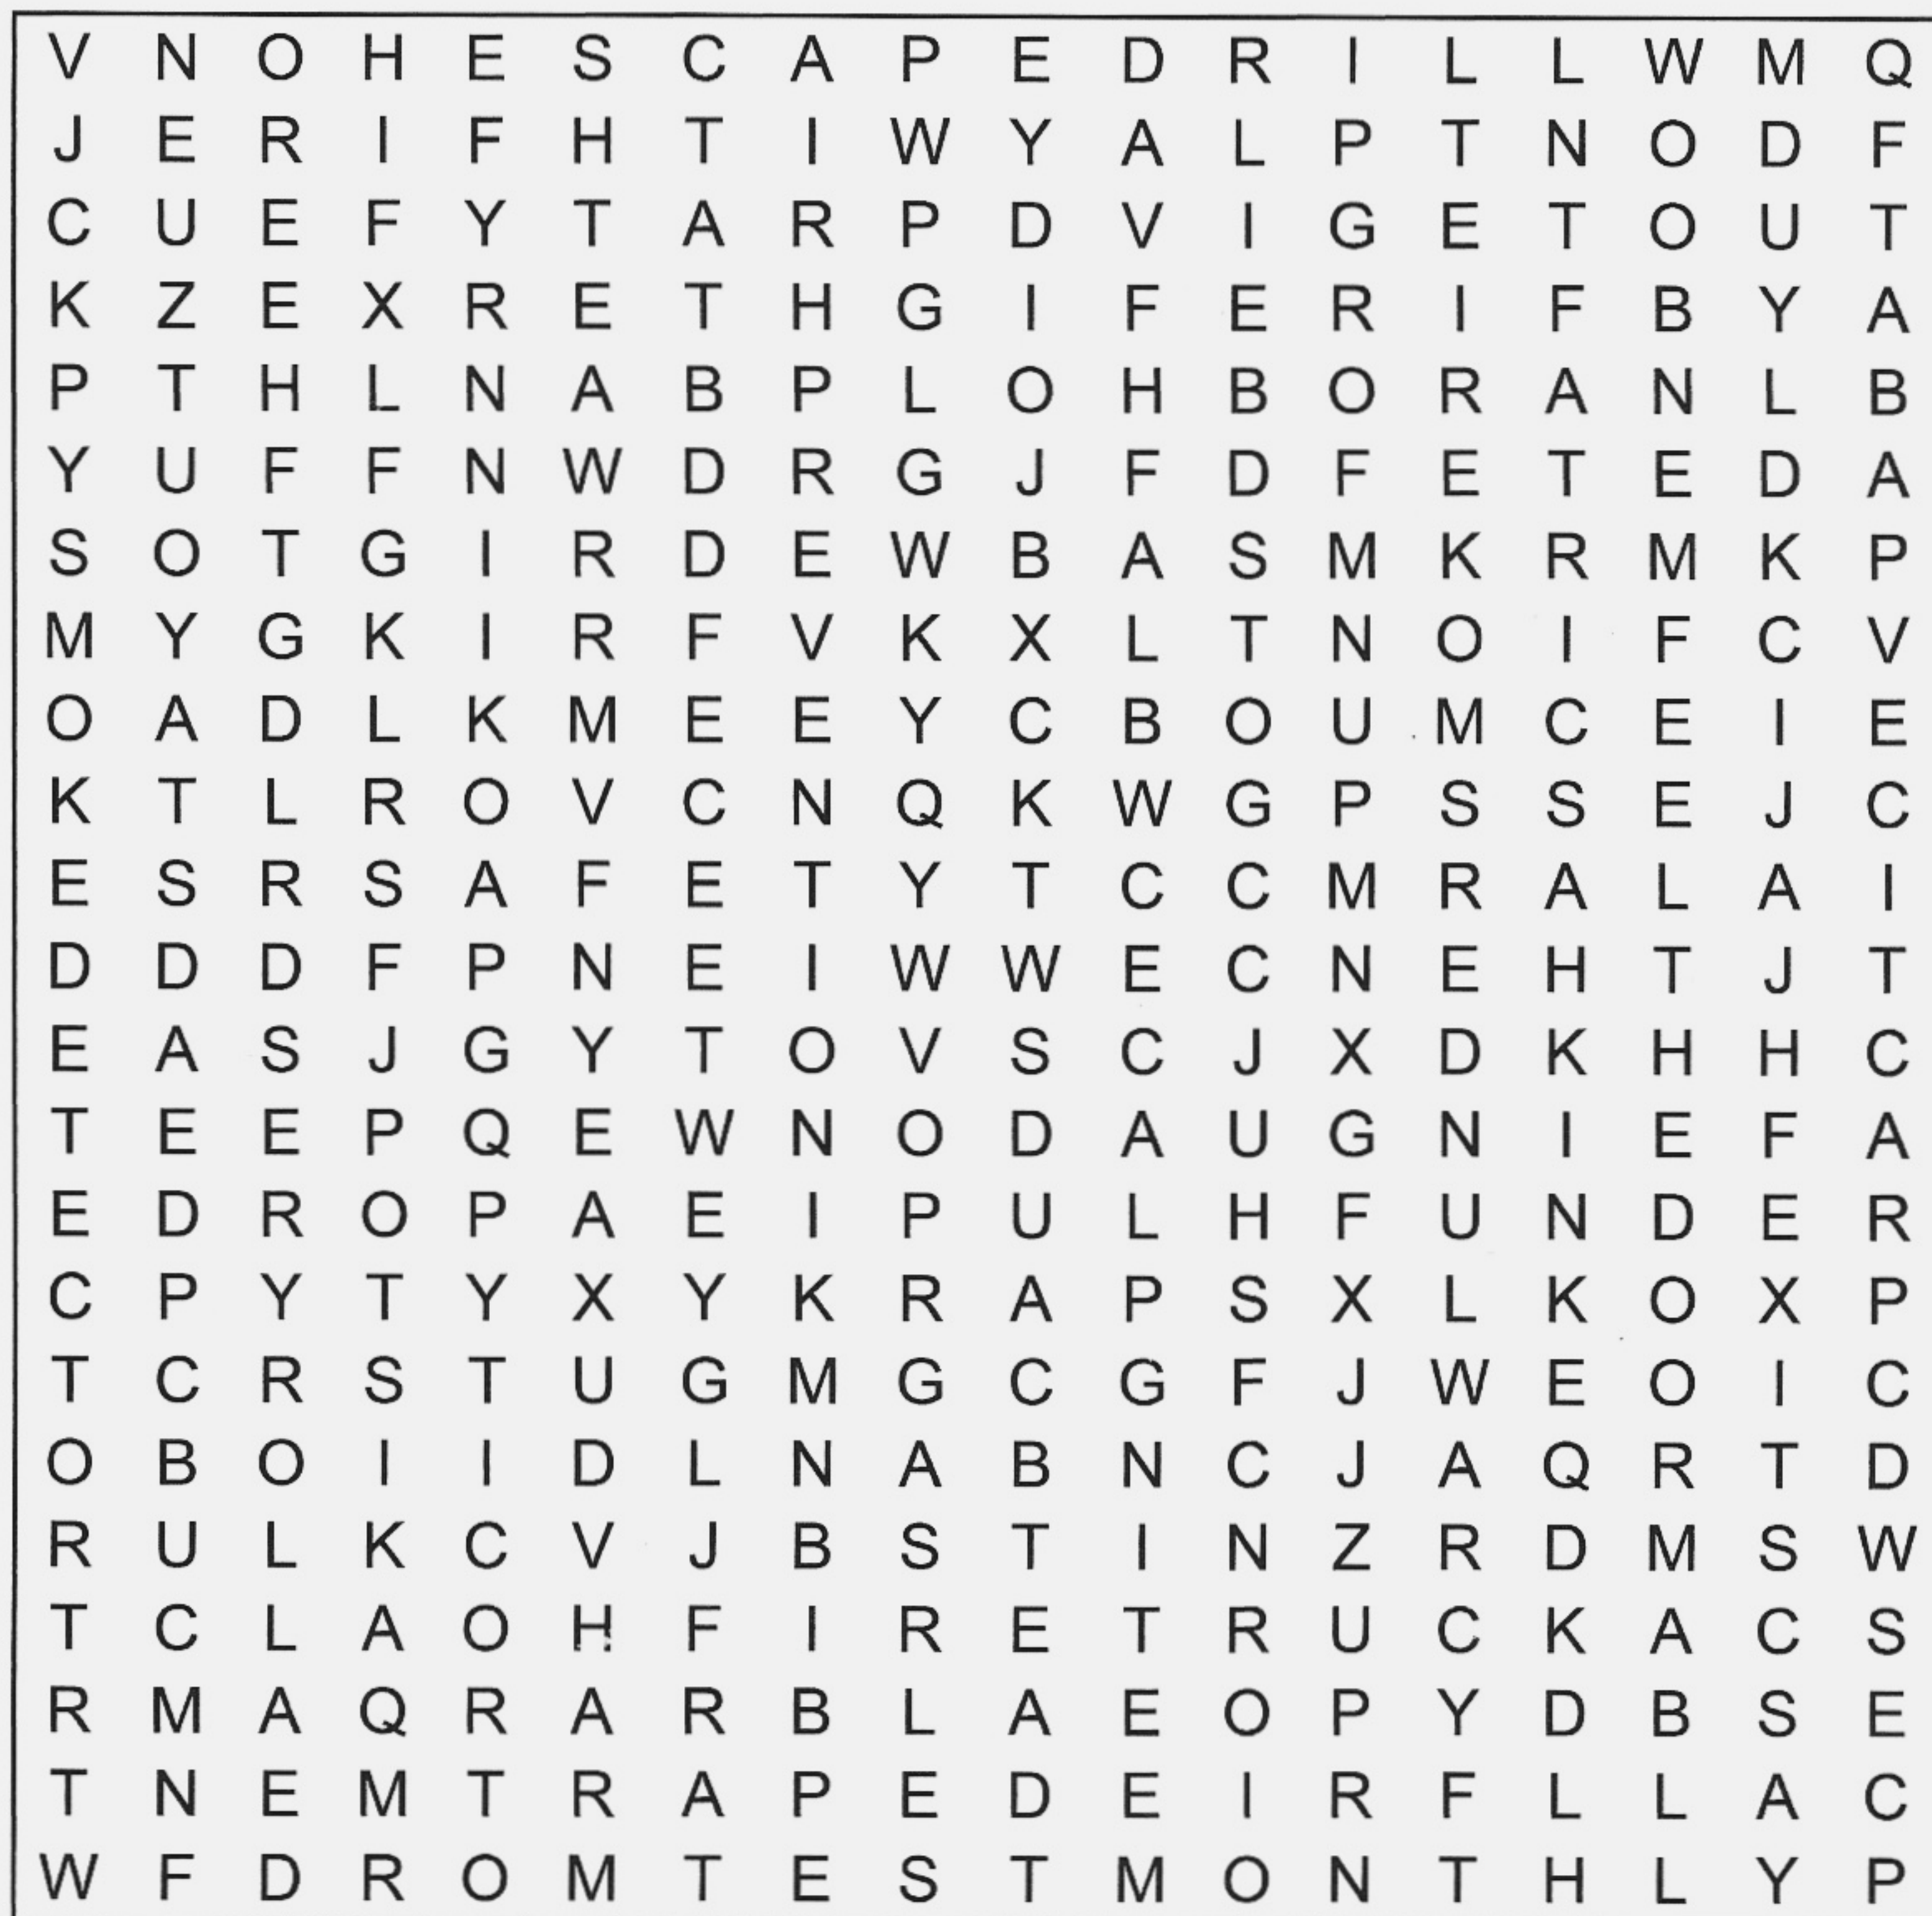 V N O H E S C A P E D R I L L W M Q
J E R I F H T I W Y A L P T N O D F
C U E F Y T A R P D V I G E T O U T
K Z E X R E T H G I F E R I F B Y A
P T H L N A B P L O H B O R A N L B
Y U F F N W D R G J F D F E T E D A
S O T G I R D E W B A S M K R M K P
M Y G K I R F V K X L T N O I F C V
O A D L K M E E Y C B O U M C E I E
K T L R O V C N Q K W G P S S E J C
E S R S A F E T Y T C C M R A L A I
D D D F P N E I W W E C N E H T J T
E A S J G Y T O V S C J X D K H H C
T E E P Q E W N O D A U G N I E F A
E D R O P A E I P U L H F U N D E R
C P Y T Y X Y K R A P S X L K O X P
T C R S T U G M G C G F J W E O I C
O B O I I D L N A B N C J A Q R T D
R U L K C V J B S T I N Z R D M S W
T C L A O H F I R E T R U C K A C S
R M A Q R A R B L A E O P Y D B S E
T N E M T R A P E D E I R F L L A C
W F D R O M T E S T M O N T H L Y P